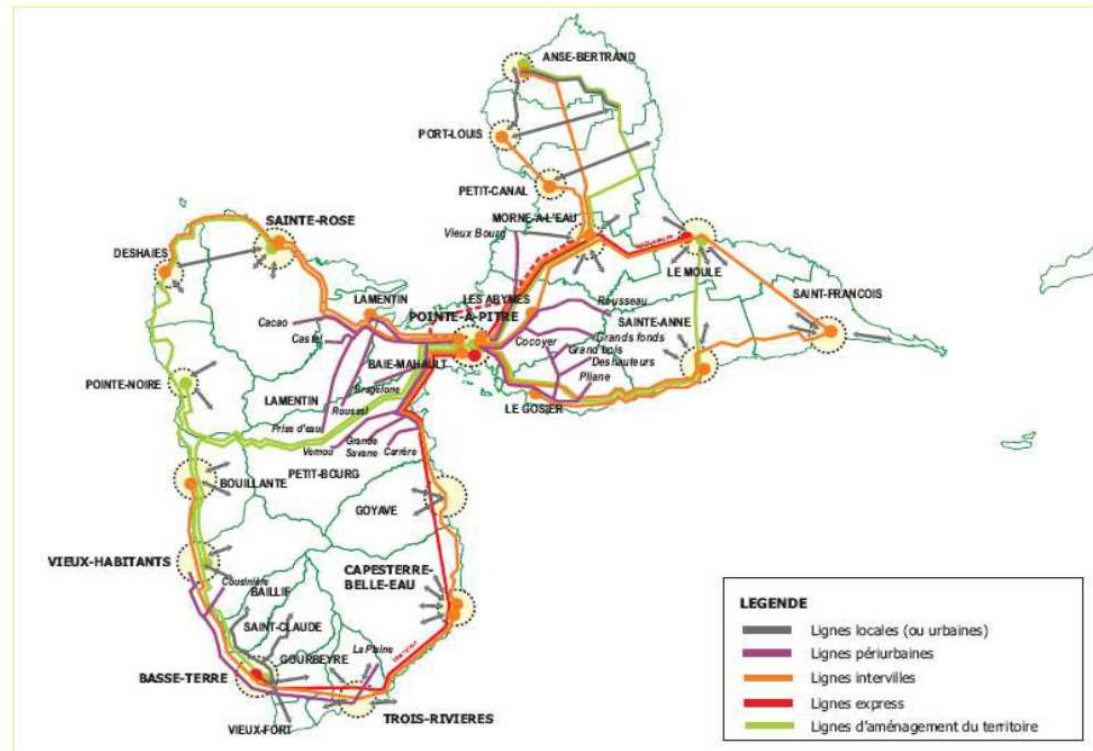 ANSE-BERTRAND
PORT-LOUIS
PETIT-CANAL
MORNE-A-L'EAU
Vieux Bourg
SAINTE-ROSE
DESHAIES
LE MOULE
SAINT-FRANCOIS
LAMENTIN
LES ABYMES
POINTE-A-PITRE
Rousseau
SAINTE-ANNE
Cacao
Castel
Cocoyer
Grands fonds
Grand bois
Deshauteurs
Pliane
BAIE-MAHAULT
POINTE-NOIRE
Bragelone
LAMENTIN
Roussel
LE GOSIER
Prise d'eau
Vernou
Grande
Savane
Carrère
PETIT-BOURG
BOUILLANTE
GOYAVE
VIEUX-HABITANTS
CAPESTERRE-
BELLE-EAU
Cousinière
BAILLIF
SAINT-CLAUDE
GOURBEYRE
La Plaine
BASSE-TERRE
VIEUX-FORT
TROIS-RIVIERES
LEGENDE
Lignes locales (ou urbaines)
Lignes périurbaines
Lignes intervilles
Lignes express
Lignes d'aménagement du territoire